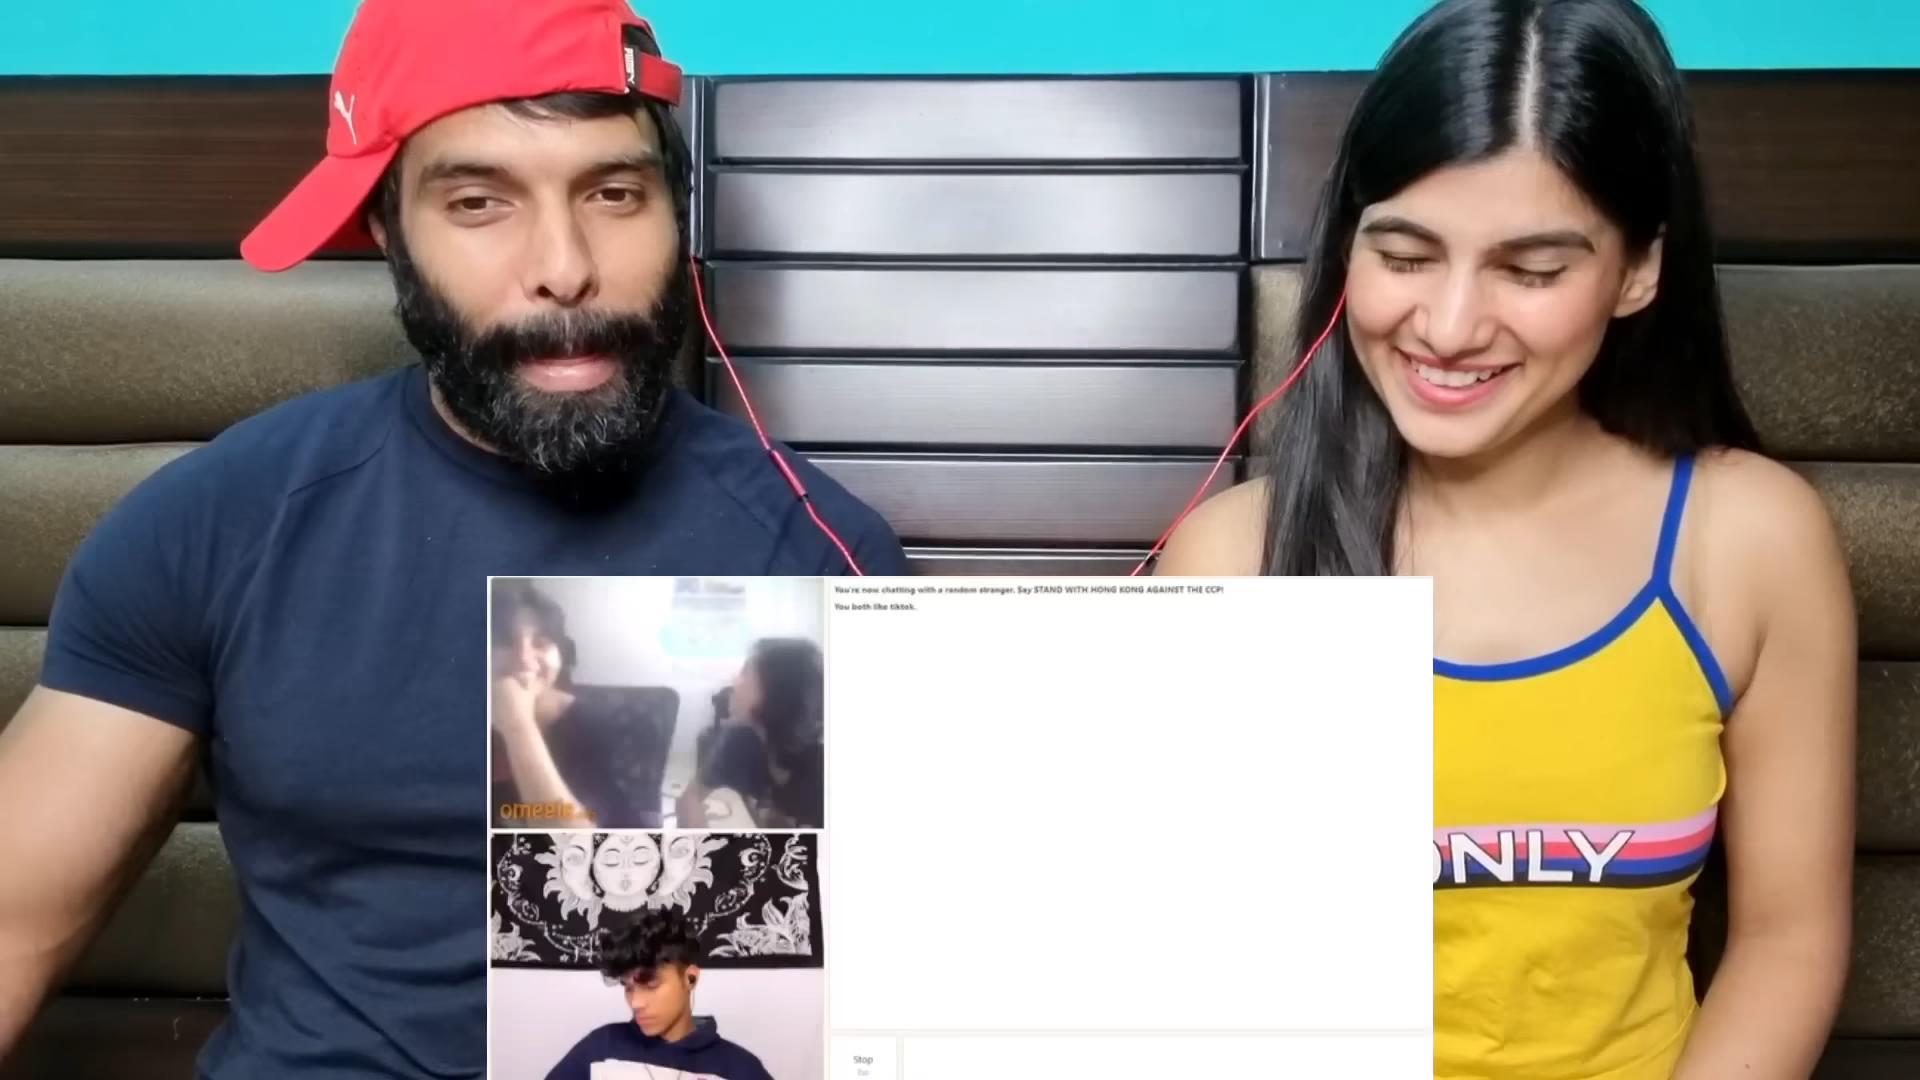 You're now chatting with a random stranger. Say STAND WITH HONG KONG AGAINST THE CCP!
You both like tiktok.
omegle
ONLY
Stop